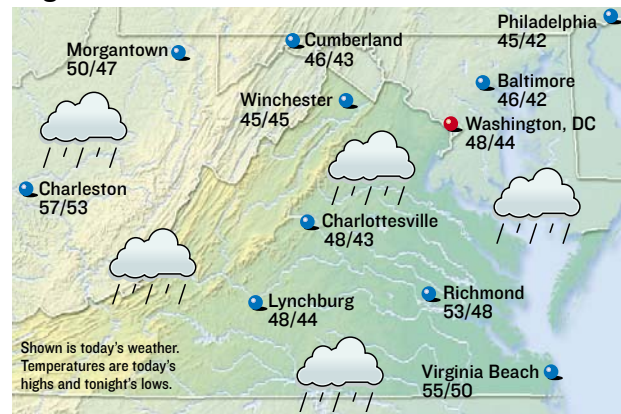 Philadelphia
45/42
Morgantown
50/47
Cumberland
46/43
Baltimore
46/42
Winchester
45/45
Washington, DC
48/44
Charleston
57/53
Charlottesville
48/43
Lynchburg
48/44
Richmond
53/48
Shown is today's weather.
Temperatures are today's
highs and tonight's lows.
Virginia Beach
55/50